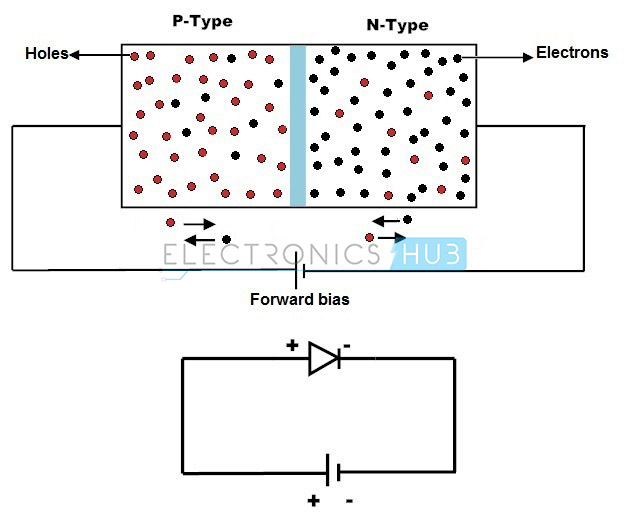 P-Type
N-Type
Holes
Electrons
ELECTRONICS HUB
Forward bias
+ -
+ -